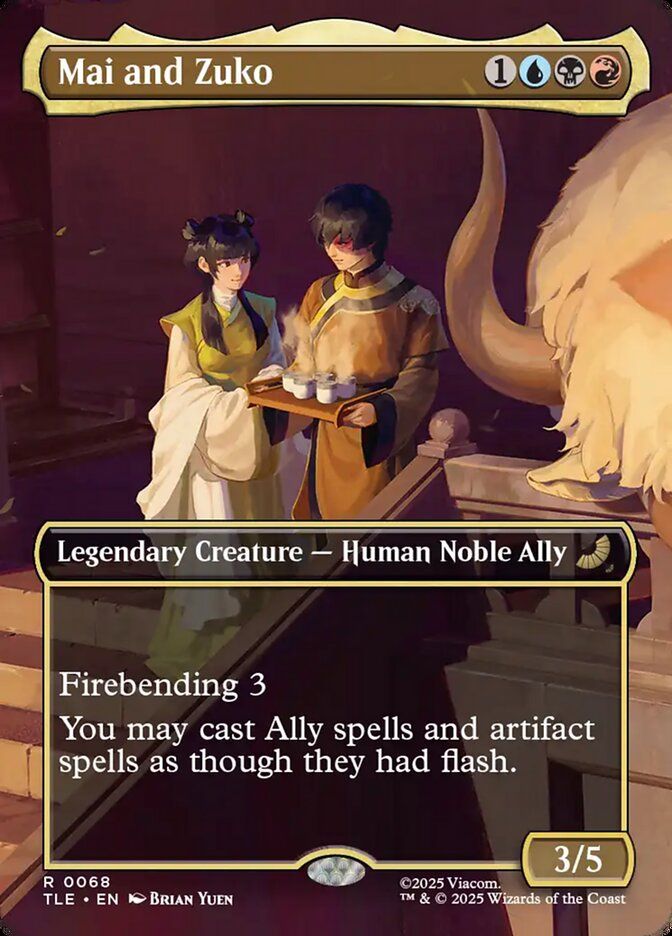 Mai and Zuko 1
Legendary Creature — Human Noble Ally
Firebending 3
You may cast Ally spells and artifact
spells as though they had flash.
3/5
R 0068
TLE • EN BRIAN YUEN
©2025 Viacom.
™ & © 2025 Wizards of the Coast